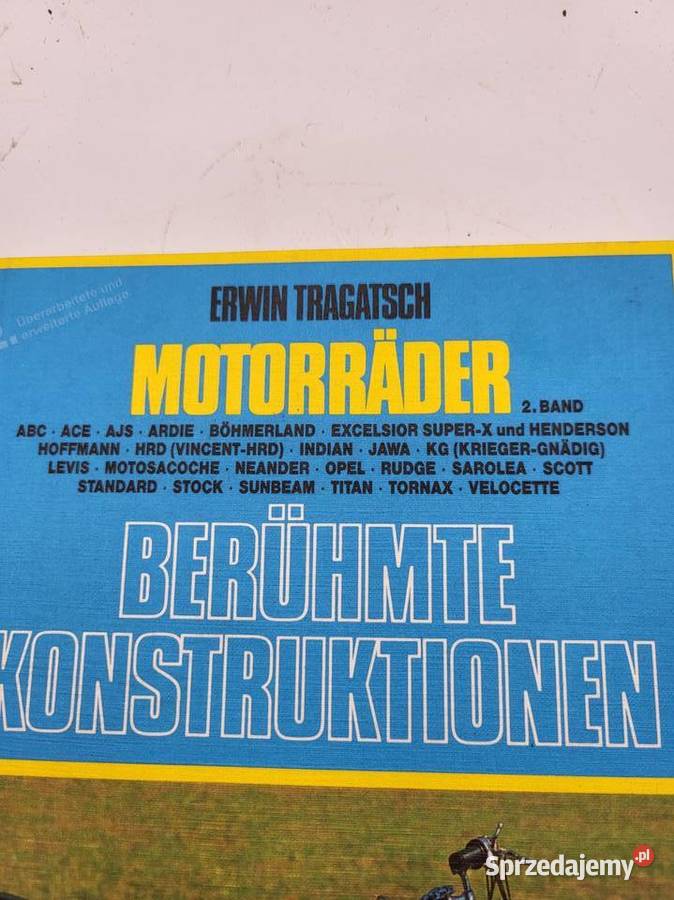 Überarbeitete und
erweiterte Auflage
ERWIN TRAGATSCH
MOTORRÄDER 2. BAND
ABC · ACE · AJS · ARDIE · BÖHMERLAND · EXCELSIOR SUPER-X und HENDERSON
HOFFMANN · HRD (VINCENT-HRD) · INDIAN · JAWA · KG (KRIEGER-GNÄDIG)
LEVIS · MOTOSACOCHE · NEANDER · OPEL · RUDGE · SAROLEA · SCOTT
STANDARD · STOCK · SUNBEAM · TITAN · TORNAX · VELOCETTE
BERÜHMTE
KONSTRUKTIONEN
Sprzedajemy.pl